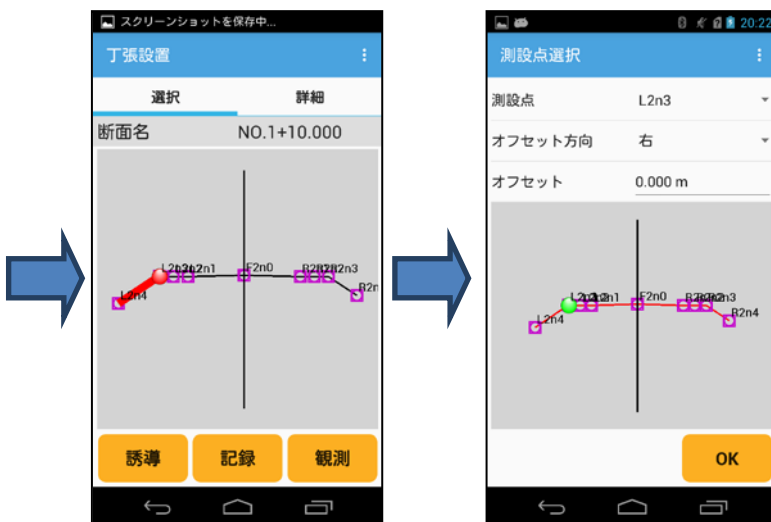 スクリーンショットを保存中...
丁張設置
選択 詳細
断面名 NO.1+10.000
F2n0
L2n4
誘導 記録 観測
20:22
測設点選択
測設点 L2n3
オフセット方向 右
オフセット 0.000 m
F2n0
L2n4
R2n4
OK